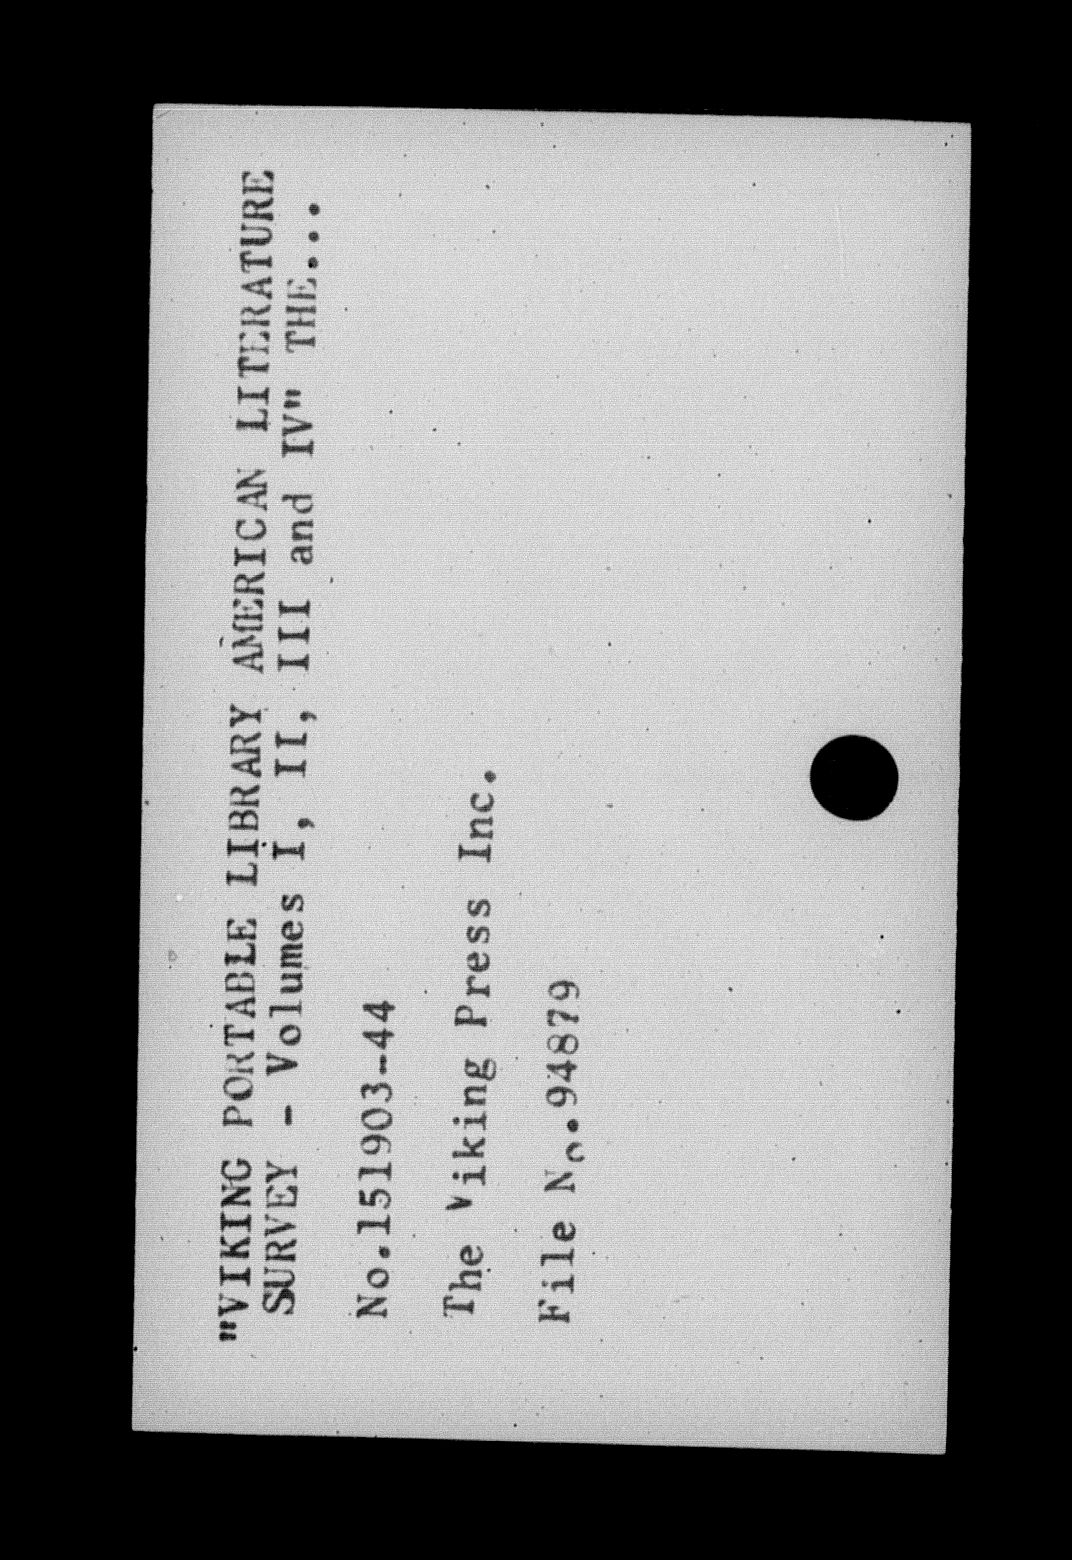 "VIKING PORTABLE LIBRARY AMERICAN LITERATURE
SURVEY - Volumes I, II, III and IV" THE...
No.151903-44
The Viking Press Inc.
File No.94879